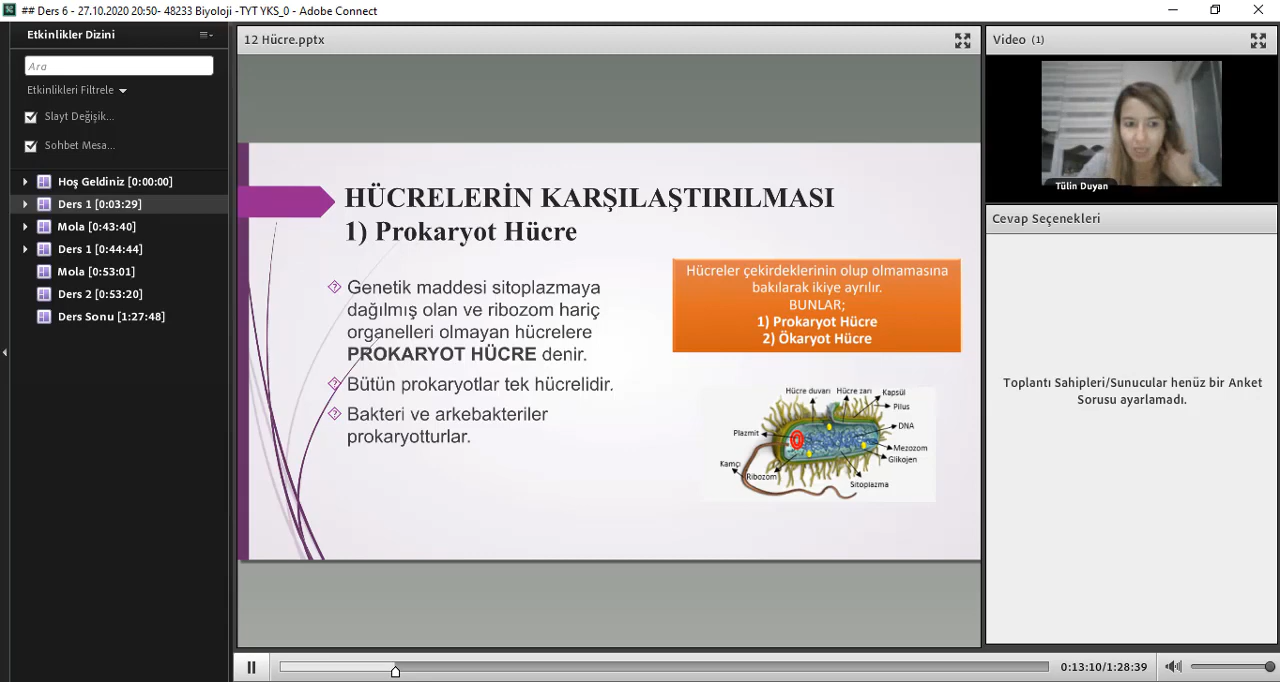 ## Ders 6 - 27.10.2020 20:50- 48233 Biyoloji -TYT YKS_0 - Adobe Connect
Etkinlikler Dizini
Ara
Etkinlikleri Filtrele
Slayt Değişik...
Sohbet Mesa...
Hoş Geldiniz [0:00:00]
Ders 1 [0:03:29]
Mola [0:43:40]
Ders 1 [0:44:44]
Mola [0:53:01]
Ders 2 [0:53:20]
Ders Sonu [1:27:48]
12 Hücre.pptx
HÜCRELERİN KARŞILAŞTIRILMASI
1) Prokaryot Hücre
Genetik maddesi sitoplazmaya
dağılmış olan ve ribozom hariç
organelleri olmayan hücrelere
PROKARYOT HÜCRE denir.
Bütün prokaryotlar tek hücrelidir.
Bakteri ve arkebakteriler
prokaryotturlar.
Hücreler çekirdeklerinin olup olmamasına
bakılarak ikiye ayrılır.
BUNLAR;
1) Prokaryot Hücre
2) Ökaryot Hücre
Hücre duvarı
Hücre zarı
Kapsül
Pilus
DNA
Plazmit
Mezozom
Glikojen
Kamçı
Ribozom
Sitoplazma
Video (1)
Tülin Duyan
Cevap Seçenekleri
Toplantı Sahipleri/Sunucular henüz bir Anket
Sorusu ayarlamadı.
0:13:10/1:28:39